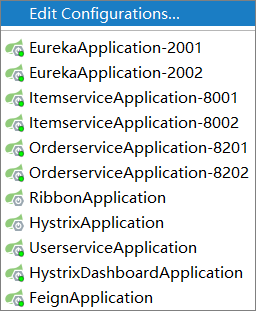 Edit Configurations...
EurekaApplication-2001
EurekaApplication-2002
ItemserviceApplication-8001
ItemserviceApplication-8002
OrderserviceApplication-8201
OrderserviceApplication-8202
RibbonApplication
HystrixApplication
UserserviceApplication
HystrixDashboardApplication
FeignApplication